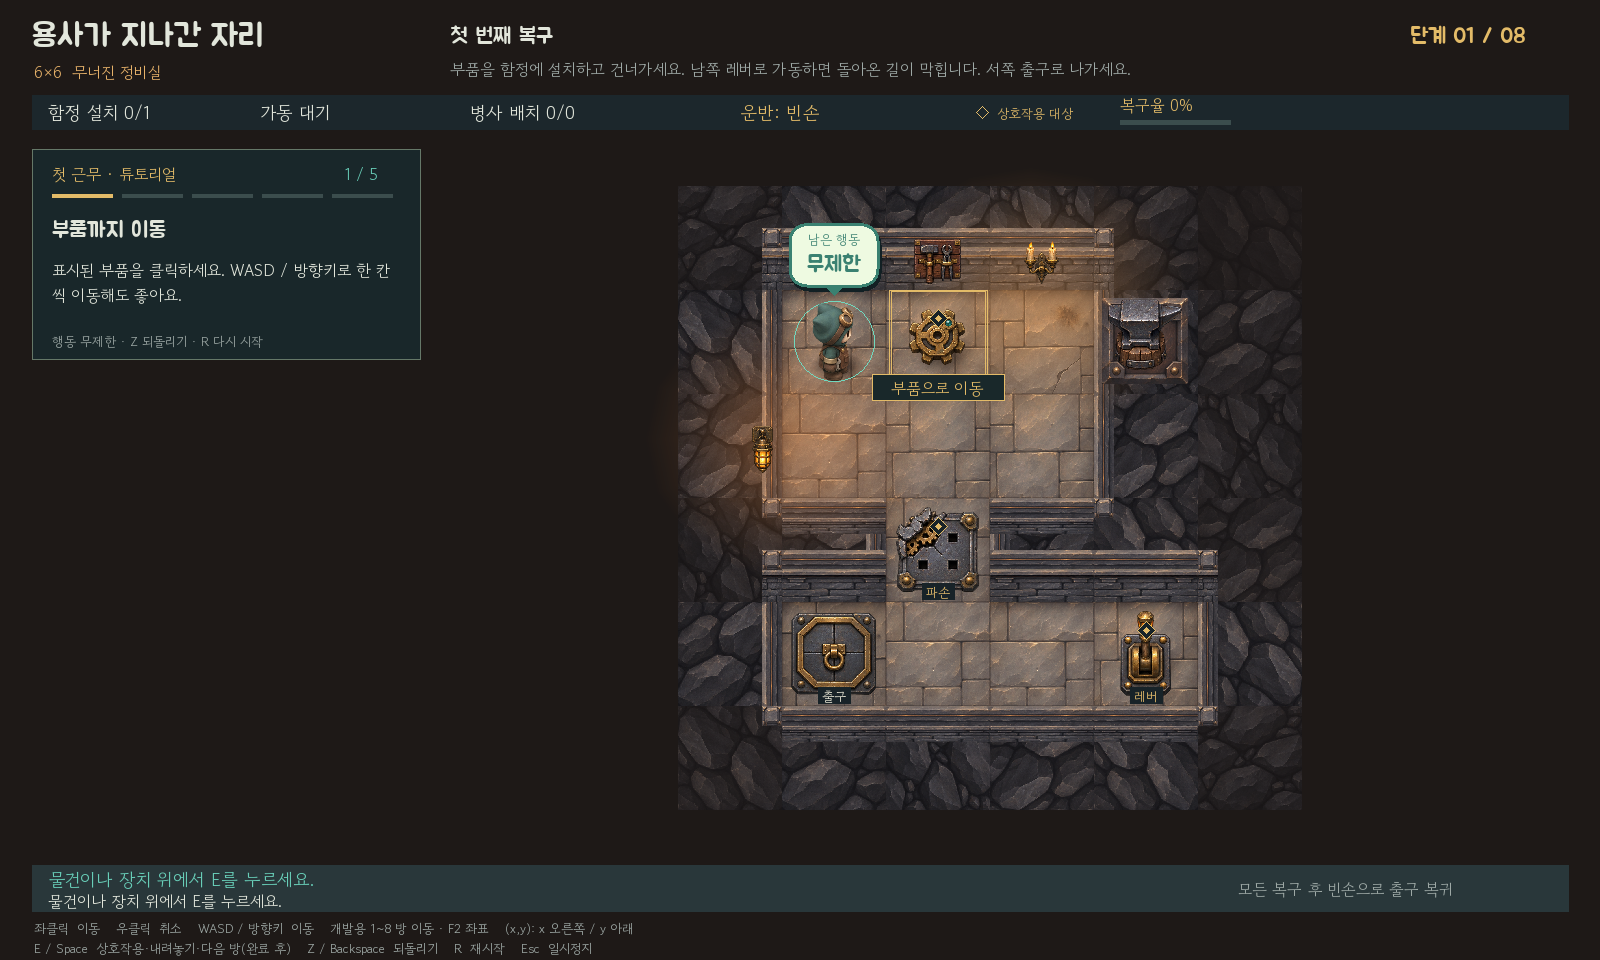 용사가 지나간 자리
첫 번째 복구
단계 01 / 08
6×6 무너진 정비실
부품을 함정에 설치하고 건너가세요. 남쪽 레버로 가동하면 돌아온 길이 막힙니다. 서쪽 출구로 나가세요.
함정 설치 0/1
가동 대기
병사 배치 0/0
운반: 빈손
상호작용 대상
복구율 0%
첫 근무 · 튜토리얼
1 / 5
부품까지 이동
표시된 부품을 클릭하세요. WASD / 방향키로 한 칸
씩 이동해도 좋아요.
행동 무제한 · Z 되돌리기 · R 다시 시작
남은 행동
무제한
부품으로 이동
파손
출구
레버
물건이나 장치 위에서 E를 누르세요.
물건이나 장치 위에서 E를 누르세요.
모든 복구 후 빈손으로 출구 복귀
좌클릭 이동 우클릭 취소 WASD / 방향키 이동 개발용 1~8 방 이동 · F2 좌표 (x,y): x 오른쪽 / y 아래
E / Space 상호작용·내려놓기·다음 방(완료 후) Z / Backspace 되돌리기 R 재시작 Esc 일시정지